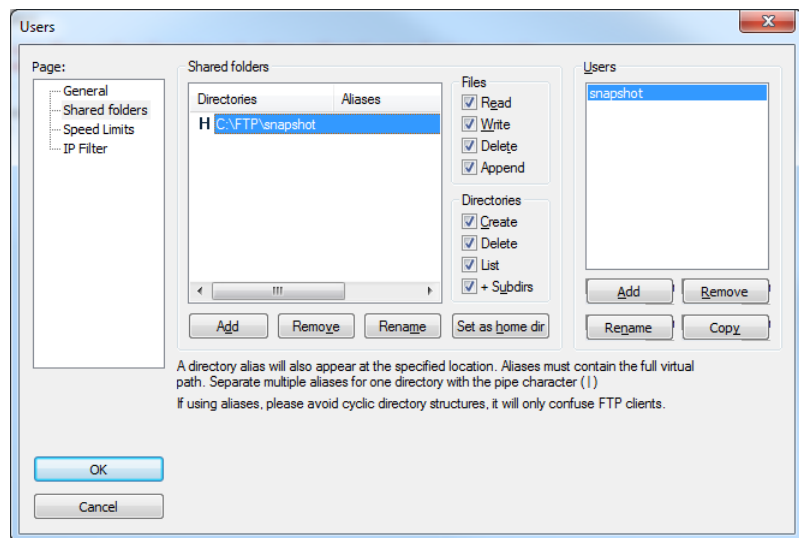 Users
Page:
General
Shared folders
Speed Limits
IP Filter
OK
Cancel
Shared folders
Directories Aliases
H C:\FTP\snapshot
Add Remove Rename Set as home dir
Files
Read
Write
Delete
Append
Directories
Create
Delete
List
+ Subdirs
Users
snapshot
Add Remove
Rename Copy
A directory alias will also appear at the specified location. Aliases must contain the full virtual
path. Separate multiple aliases for one directory with the pipe character (|)
If using aliases, please avoid cyclic directory structures, it will only confuse FTP clients.